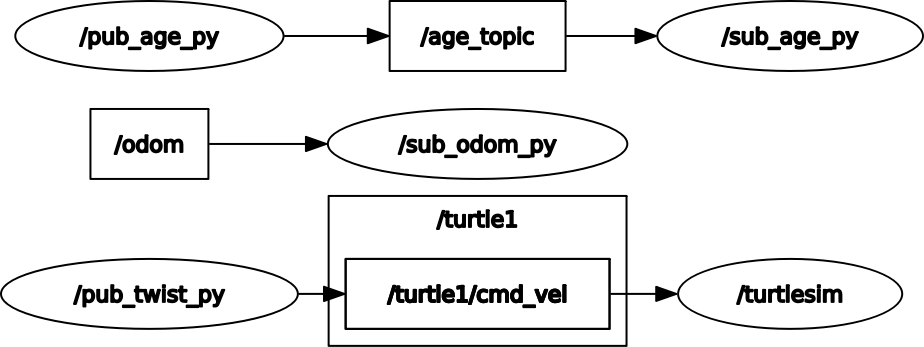 /pub_age_py
/age_topic
/sub_age_py
/odom
/sub_odom_py
/turtle1
/pub_twist_py
/turtle1/cmd_vel
/turtlesim